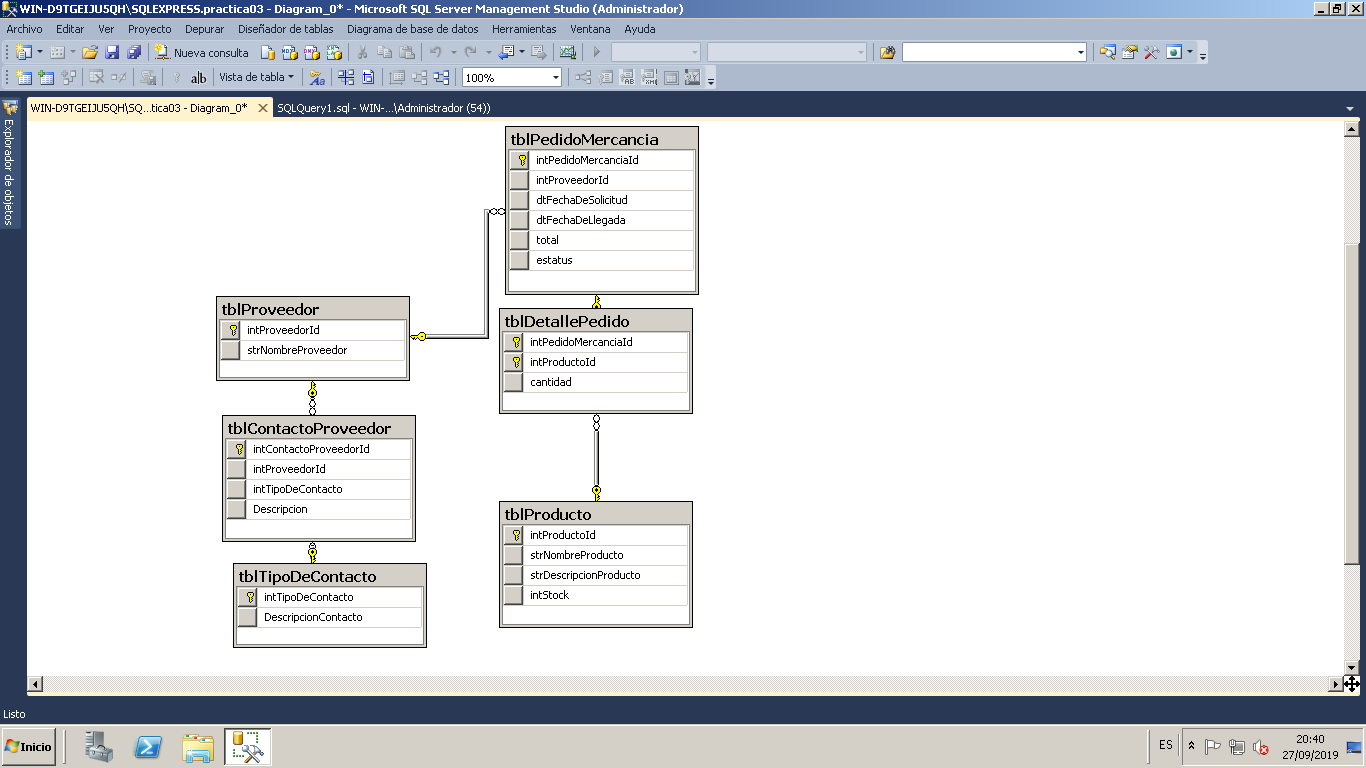 WIN-D9TGEIJU5QH\SQLEXPRESS.practica03 - Diagram_0* - Microsoft SQL Server Management Studio (Administrador)
Archivo Editar Ver Proyecto Depurar Diseñador de tablas Diagrama de base de datos Herramientas Ventana Ayuda
Nueva consulta
Vista de tabla 100%
WIN-D9TGEIJU5QH\SQ...tica03 - Diagram_0* SQLQuery1.sql - WIN-...\Administrador (54))
Explorador de objetos
tblPedidoMercancia
intPedidoMercanciaId
intProveedorId
dtFechaDeSolicitud
dtFechaDeLlegada
total
estatus
tblProveedor
intProveedorId
strNombreProveedor
tblDetallePedido
intPedidoMercanciaId
intProductoId
cantidad
tblContactoProveedor
intContactoProveedorId
intProveedorId
intTipoDeContacto
Descripcion
tblProducto
intProductoId
strNombreProducto
strDescripcionProducto
intStock
tblTipoDeContacto
intTipoDeContacto
DescripcionContacto
Listo
Inicio
ES
20:40
27/09/2019